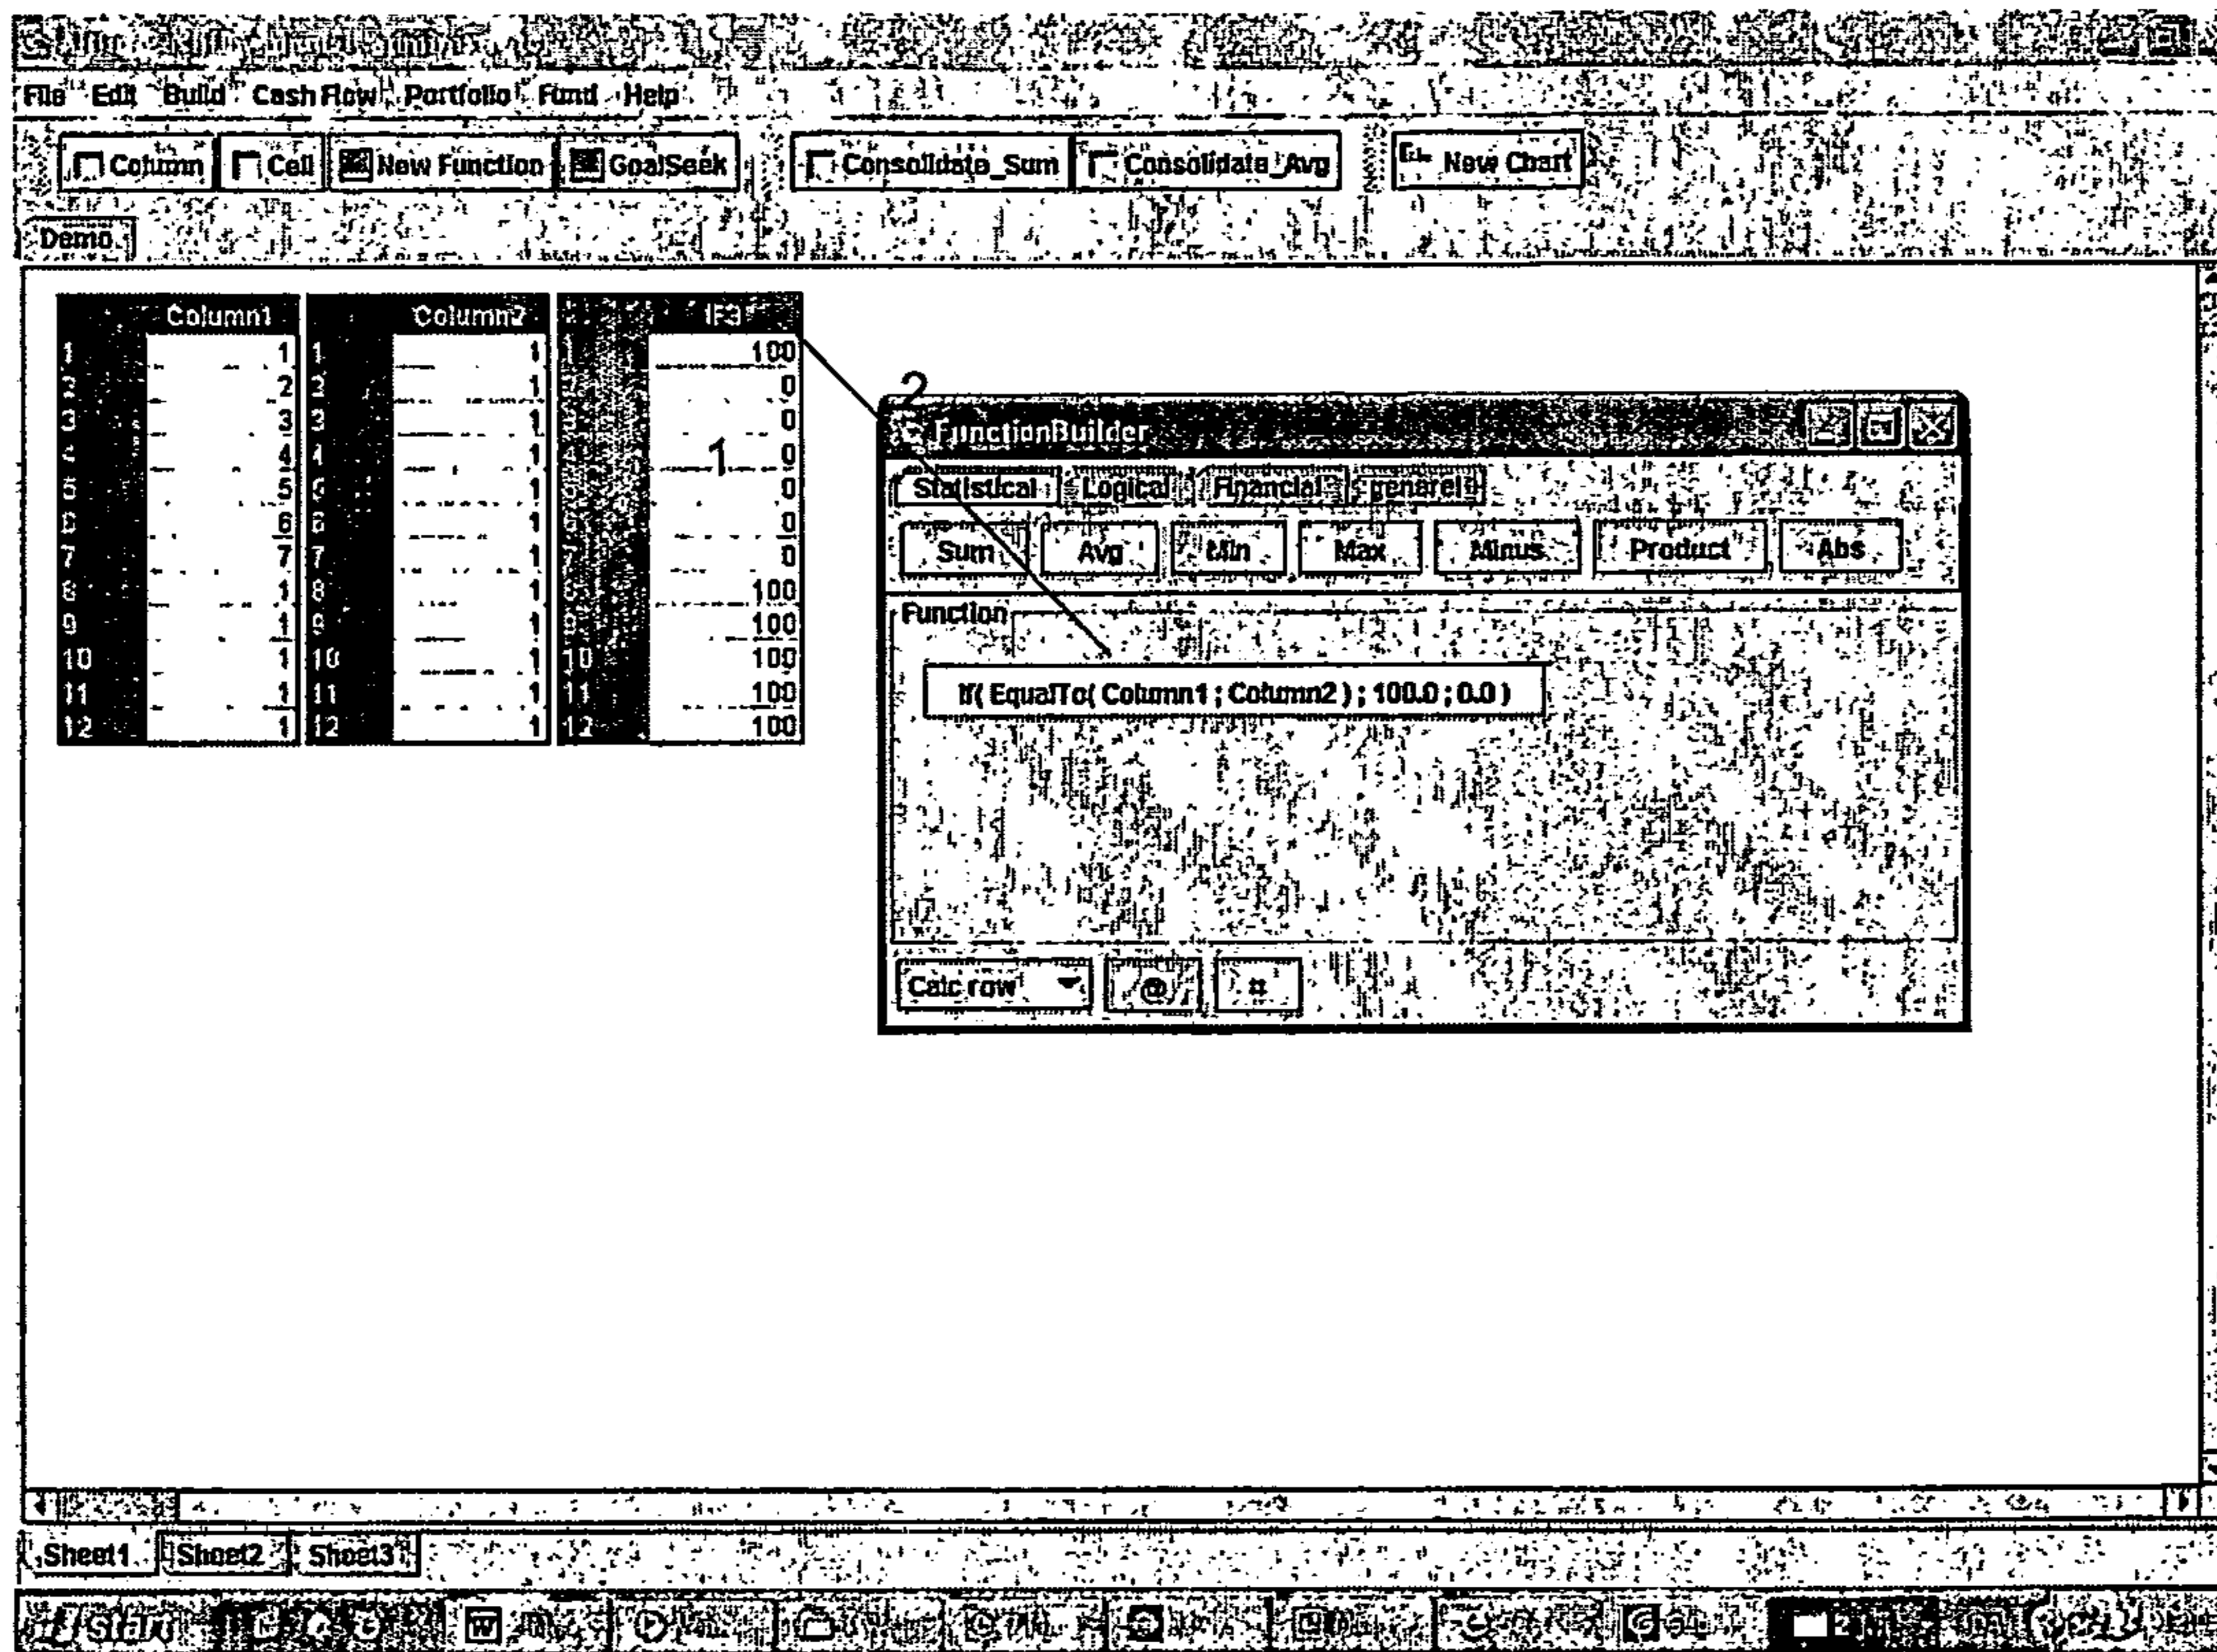 File Edit Build Cash Flow Portfolio Fund Help
Column Cell New Function GoalSeek Consolidate_Sum Consolidate_Avg New Chart
Demo
Column1 Column2 IF3
1 1 1 1 1 100
2 2 2 1 2 0
3 3 3 1 3 0
4 4 4 1 4 0
5 5 5 1 5 0
6 6 6 1 6 0
7 7 7 1 7 0
8 1 8 1 8 100
9 1 9 1 9 100
10 1 10 1 10 100
11 1 11 1 11 100
12 1 12 1 12 100
1
2
FunctionBuilder
Statistical Logical Financial generel
Sum Avg Min Max Minus Product Abs
Function
If( EqualTo( Column1 ; Column2 ) ; 100.0 ; 0.0 )
Calc row @ #
Sheet1 Sheet2 Sheet3
start